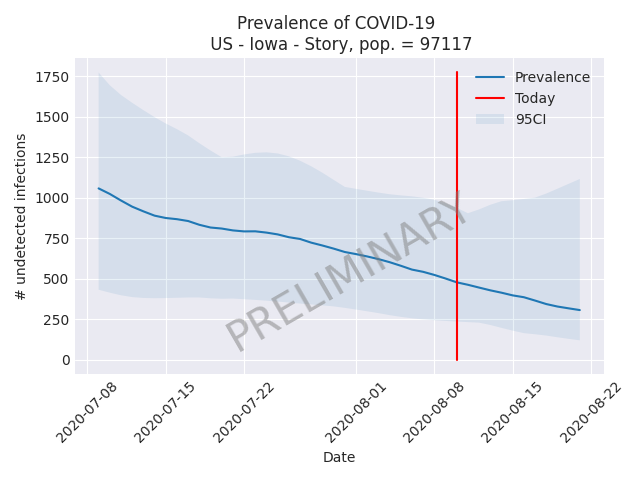 Prevalence of COVID-19
US - Iowa - Story, pop. = 97117
Prevalence
Today
95CI
1750
1500
1250
1000
750
500
250
0
# undetected infections
PRELIMINARY
2020-07-08
2020-07-15
2020-07-22
2020-08-01
2020-08-08
2020-08-15
2020-08-22
Date